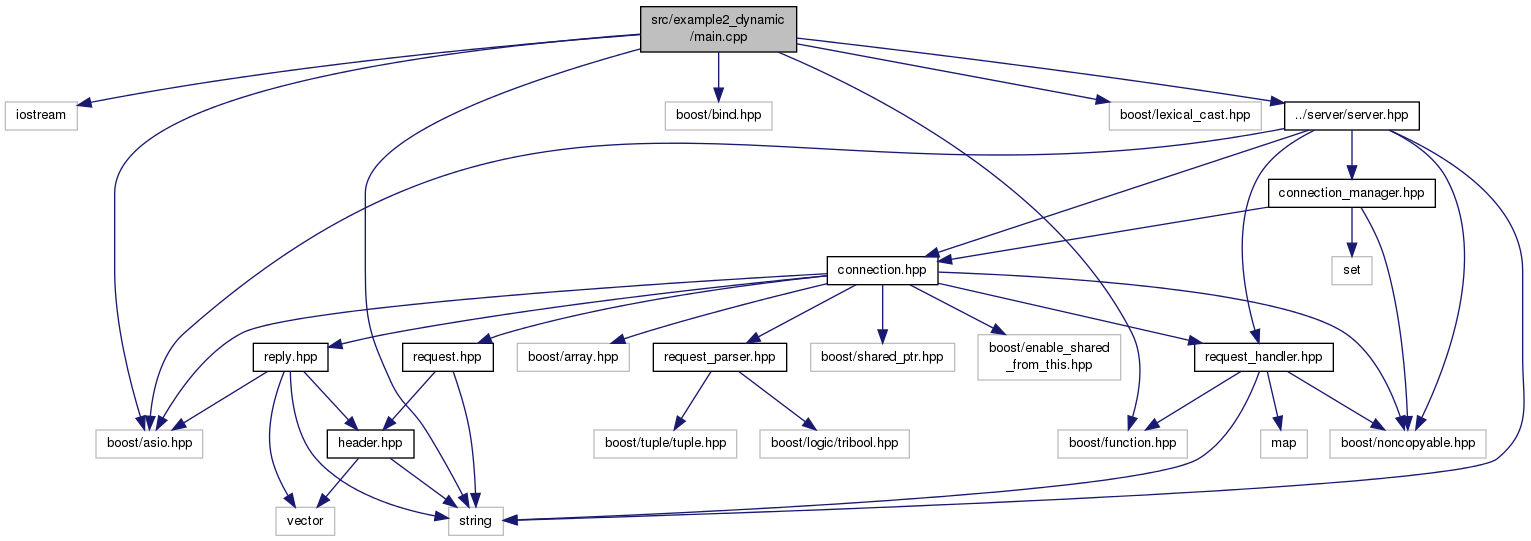 src/example2_dynamic
/main.cpp
iostream
boost/bind.hpp
boost/lexical_cast.hpp
../server/server.hpp
connection_manager.hpp
connection.hpp
set
reply.hpp
request.hpp
boost/array.hpp
request_parser.hpp
boost/shared_ptr.hpp
boost/enable_shared
_from_this.hpp
request_handler.hpp
boost/asio.hpp
header.hpp
boost/tuple/tuple.hpp
boost/logic/tribool.hpp
boost/function.hpp
map
boost/noncopyable.hpp
vector
string